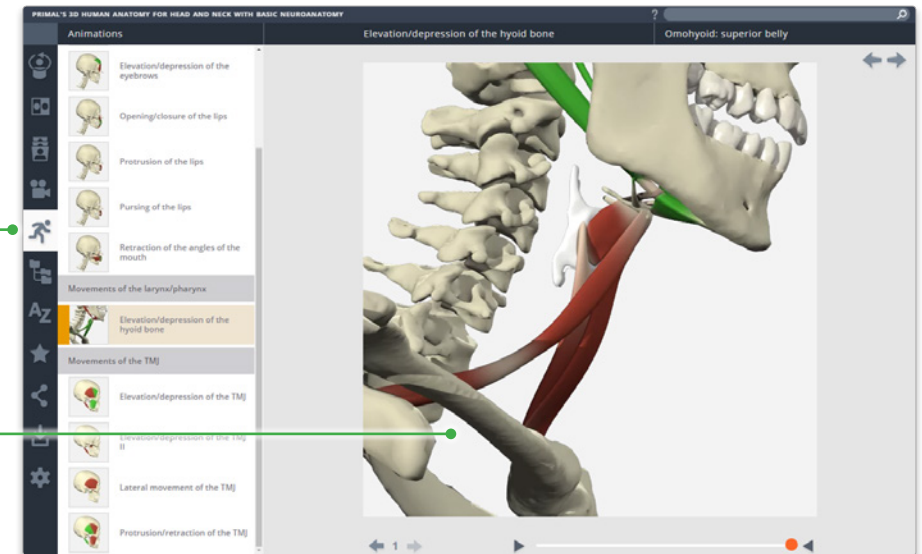 PRIMAL'S 3D HUMAN ANATOMY FOR HEAD AND NECK WITH BASIC NEUROANATOMY
?
Animations
Elevation/depression of the hyoid bone
Omohyoid: superior belly
Elevation/depression of the
eyebrows
Opening/closure of the lips
Protrusion of the lips
Pursing of the lips
Retraction of the angles of the
mouth
Movements of the larynx/pharynx
AZ
Elevation/depression of the
hyoid bone
Movements of the TMJ
Elevation/depression of the TMJ
Elevation/depression of the TMJ
II
Lateral movement of the TMJ
Protrusion/retraction of the TMJ
1